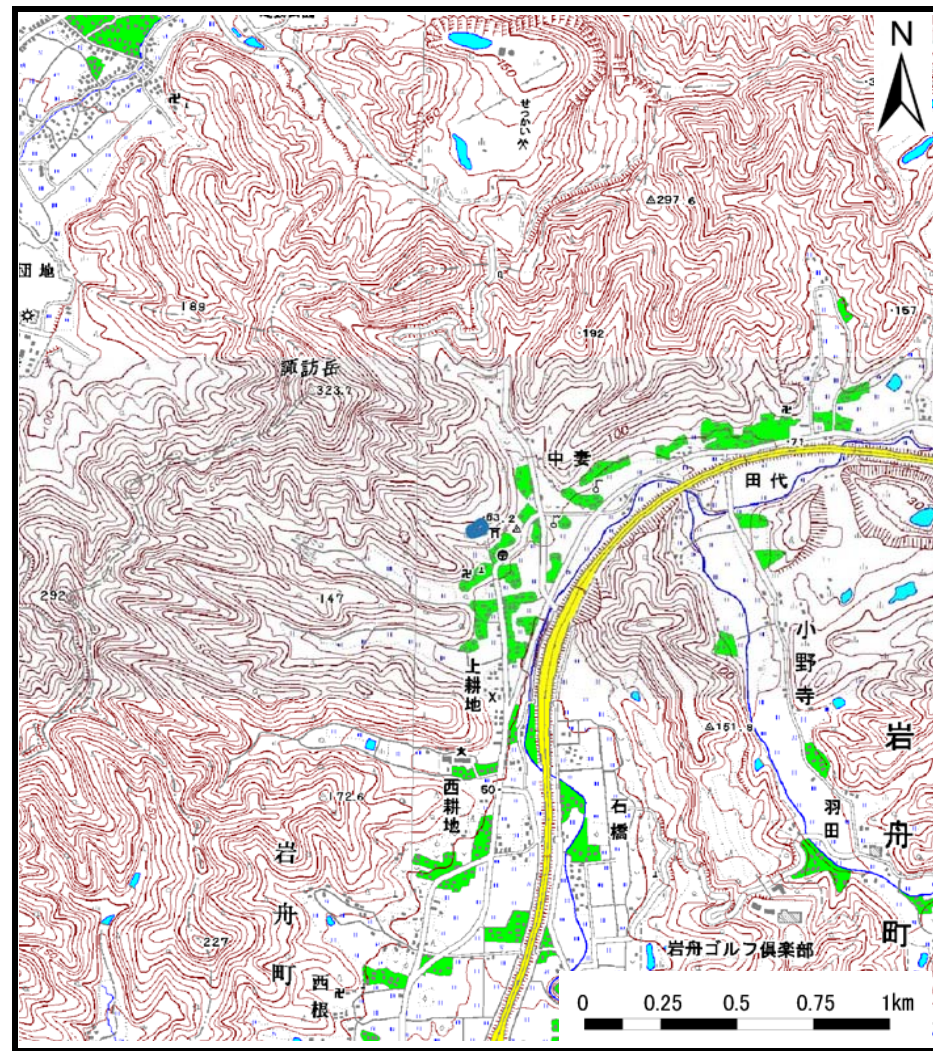 N
150
せっかい
△297.6
団地
189
・192
・157
諏訪岳
323.7
100
中妻
・71
田代
63.2
292
147
小野寺
上耕地
岩舟町
△161.8
西耕地
50・
石橋
172.6
羽田
岩舟町
227
西根
岩舟ゴルフ倶楽部
0 0.25 0.5 0.75 1km